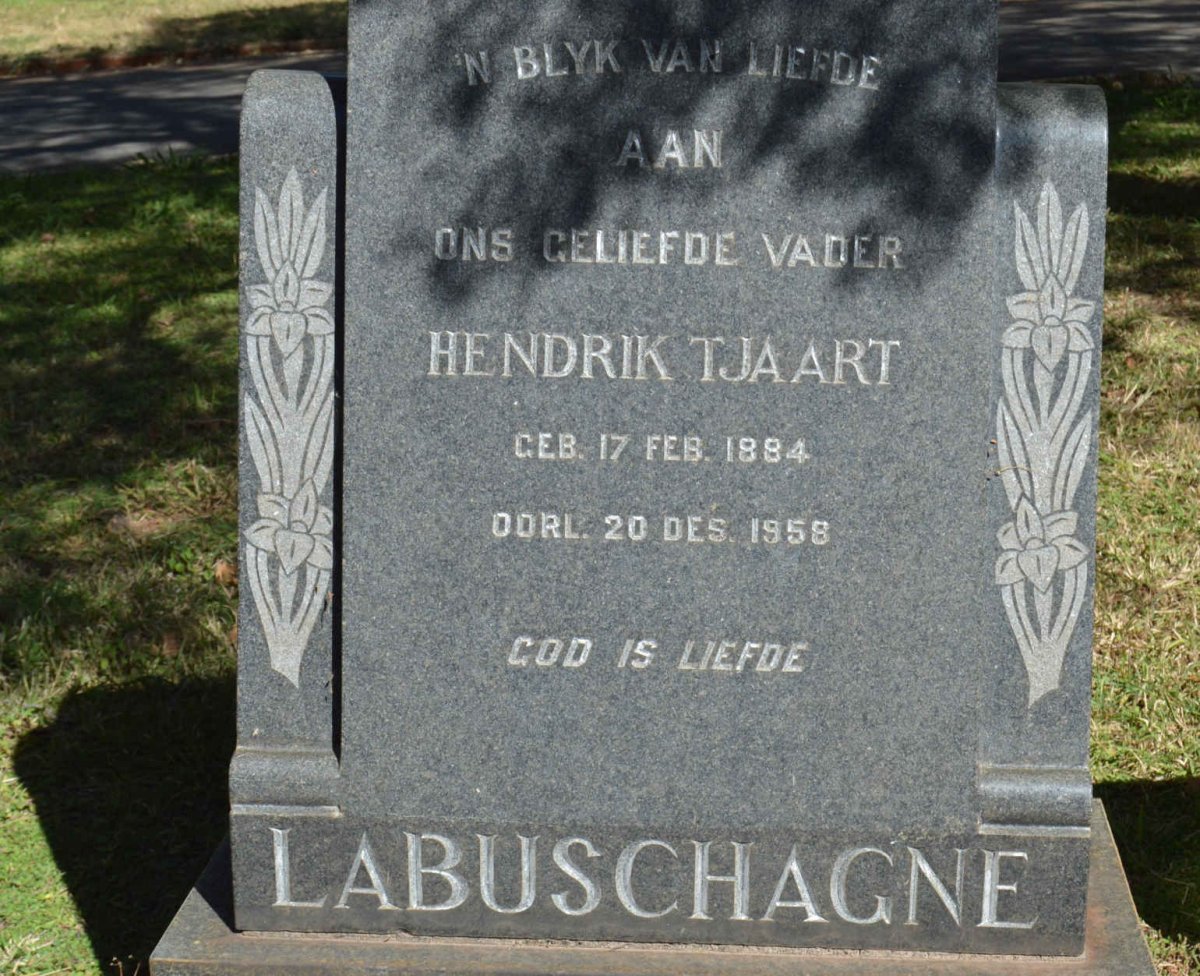 'N BLYK VAN LIEFDE
AAN
ONS GELIEFDE VADER
HENDRIK TJAART
GEB. 17 FEB. 1884
OORL. 20 DES. 1958
GOD IS LIEFDE
LABUSCHAGNE